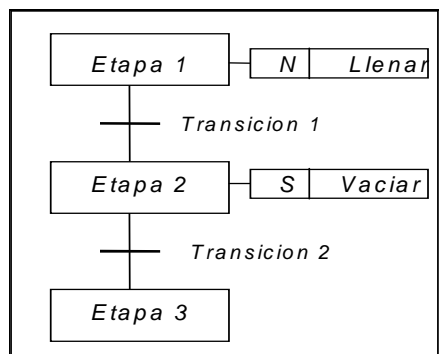 Etapa 1 N Llenar
Transicion 1
Etapa 2 S Vaciar
Transicion 2
Etapa 3